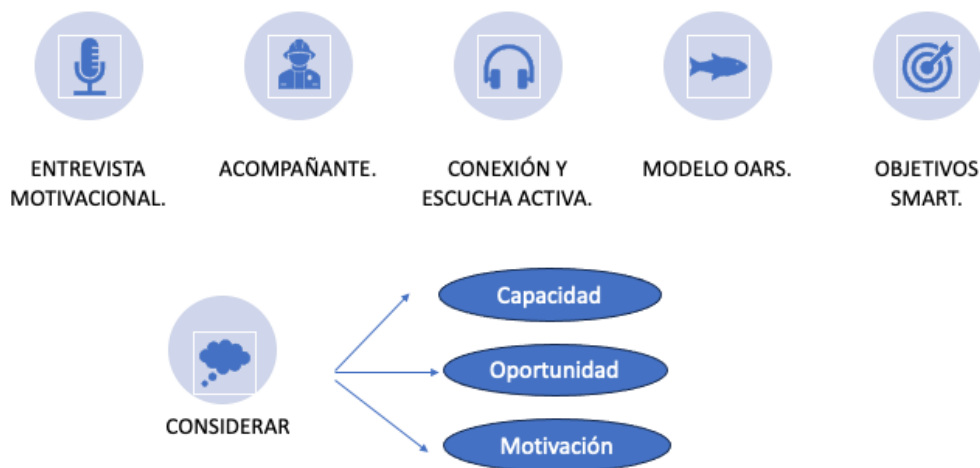 ENTREVISTA
MOTIVACIONAL.
ACOMPAÑANTE.
CONEXIÓN Y
ESCUCHA ACTIVA.
MODELO OARS.
OBJETIVOS
SMART.
CONSIDERAR
Capacidad
Oportunidad
Motivación